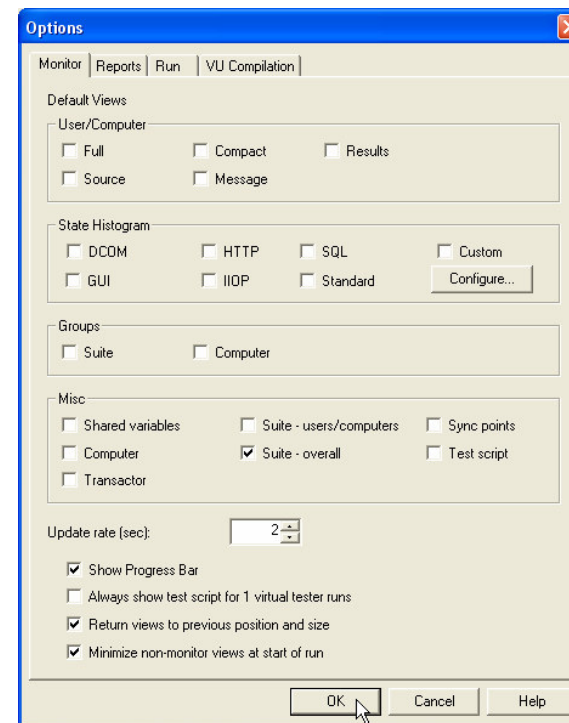 Options
Monitor Reports Run VU Compilation
Default Views
User/Computer
Full Compact Results
Source Message
State Histogram
DCOM HTTP SQL Custom
GUI IIOP Standard Configure...
Groups
Suite Computer
Misc
Shared variables Suite - users/computers Sync points
Computer Suite - overall Test script
Transactor
Update rate (sec): 2
Show Progress Bar
Always show test script for 1 virtual tester runs
Return views to previous position and size
Minimize non-monitor views at start of run
OK Cancel Help